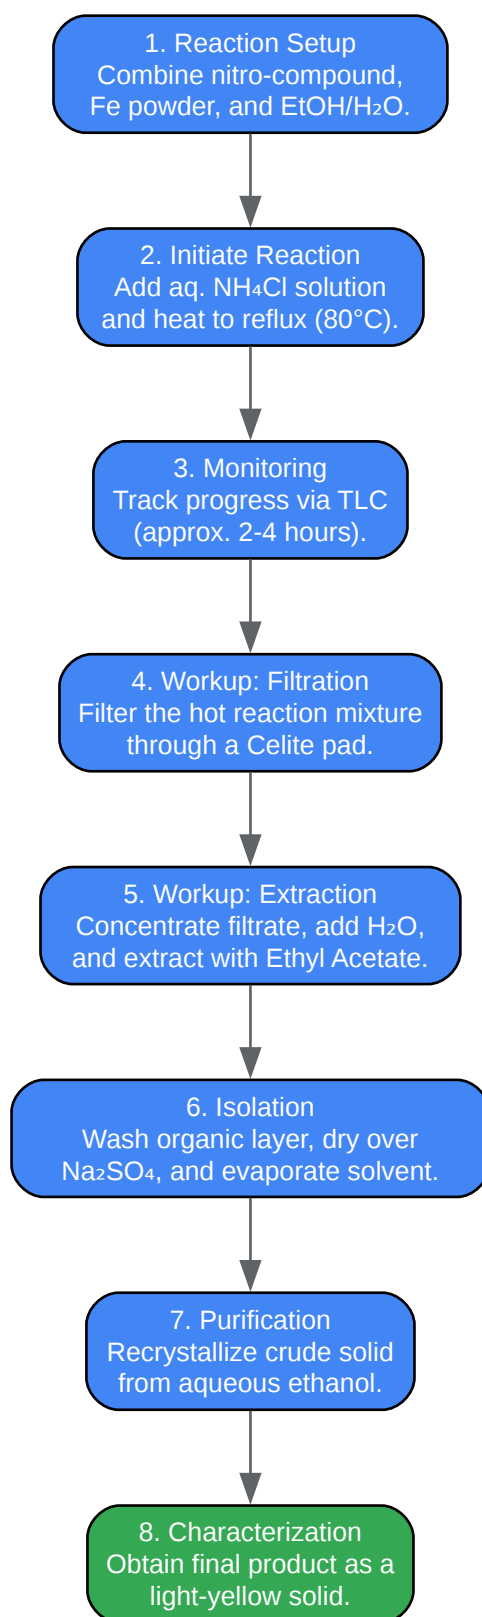 1. Reaction Setup
Combine nitro-compound,
Fe powder, and EtOH/H₂O.
2. Initiate Reaction
Add aq. NH₄Cl solution
and heat to reflux (80°C).
3. Monitoring
Track progress via TLC
(approx. 2-4 hours).
4. Workup: Filtration
Filter the hot reaction mixture
through a Celite pad.
5. Workup: Extraction
Concentrate filtrate, add H₂O,
and extract with Ethyl Acetate.
6. Isolation
Wash organic layer, dry over
Na₂SO₄, and evaporate solvent.
7. Purification
Recrystallize crude solid
from aqueous ethanol.
8. Characterization
Obtain final product as a
light-yellow solid.